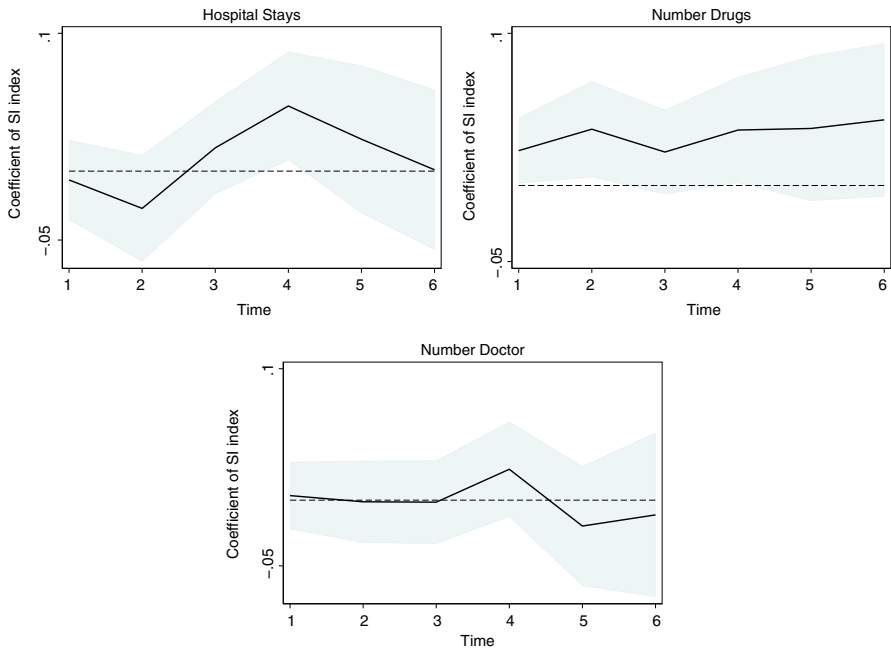 Hospital Stays
Coefficient of SI index
.1
-.05
1 2 3 4 5 6
Time
Number Drugs
Coefficient of SI index
.1
-.05
1 2 3 4 5 6
Time
Number Doctor
Coefficient of SI index
.1
-.05
1 2 3 4 5 6
Time